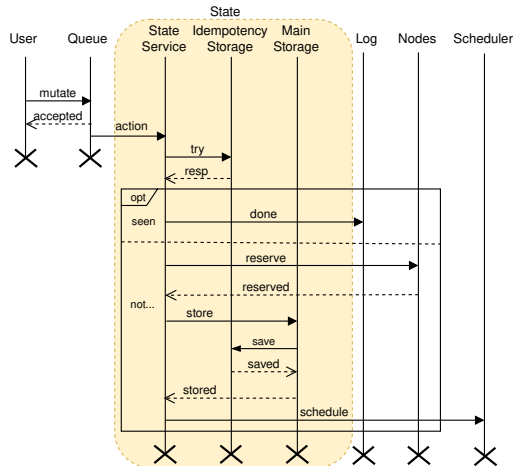 State
User Queue State Service Idempotency Storage Main Storage Log Nodes Scheduler
mutate
accepted
action
try
resp
opt
seen
done
reserve
reserved
not...
store
save
saved
stored
schedule